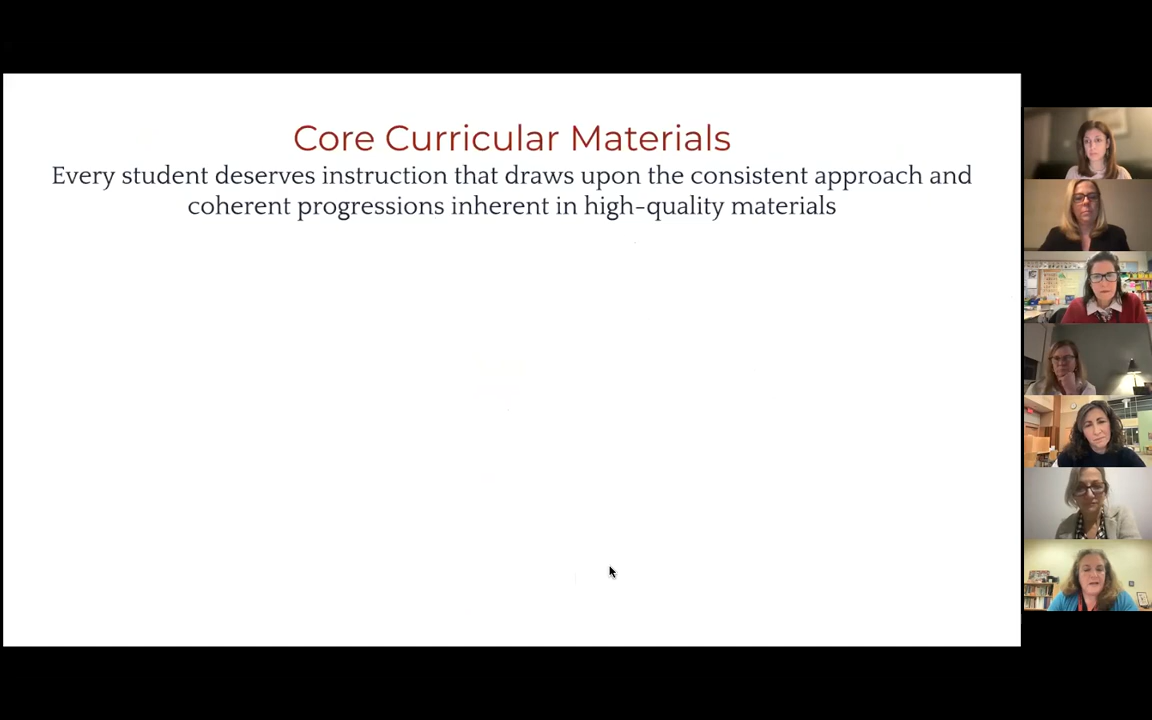 Core Curricular Materials
Every student deserves instruction that draws upon the consistent approach and
coherent progressions inherent in high-quality materials